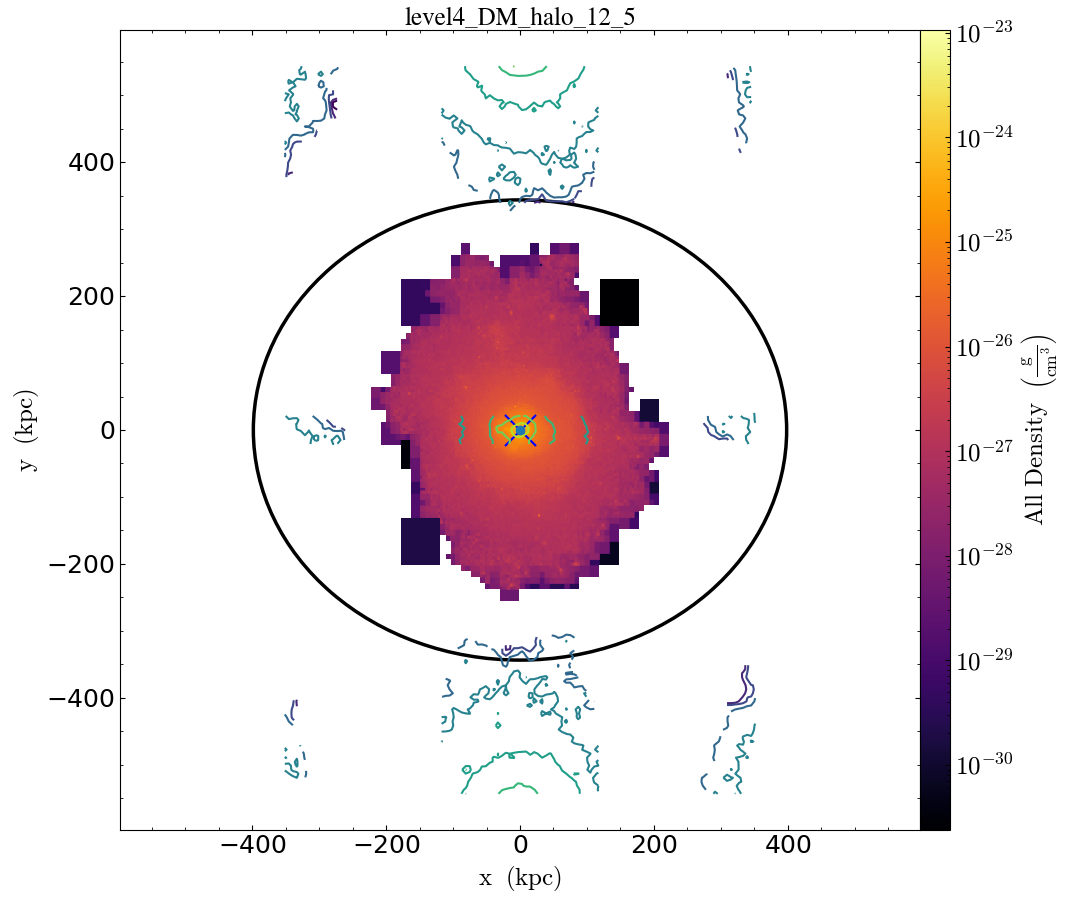 level4_DM_halo_12_5
400
200
0
−200
−400
y (kpc)
−400 −200 0 200 400
x (kpc)
10^{−23}
10^{−24}
10^{−25}
10^{−26}
10^{−27}
10^{−28}
10^{−29}
10^{−30}
All Density (g/cm^3)